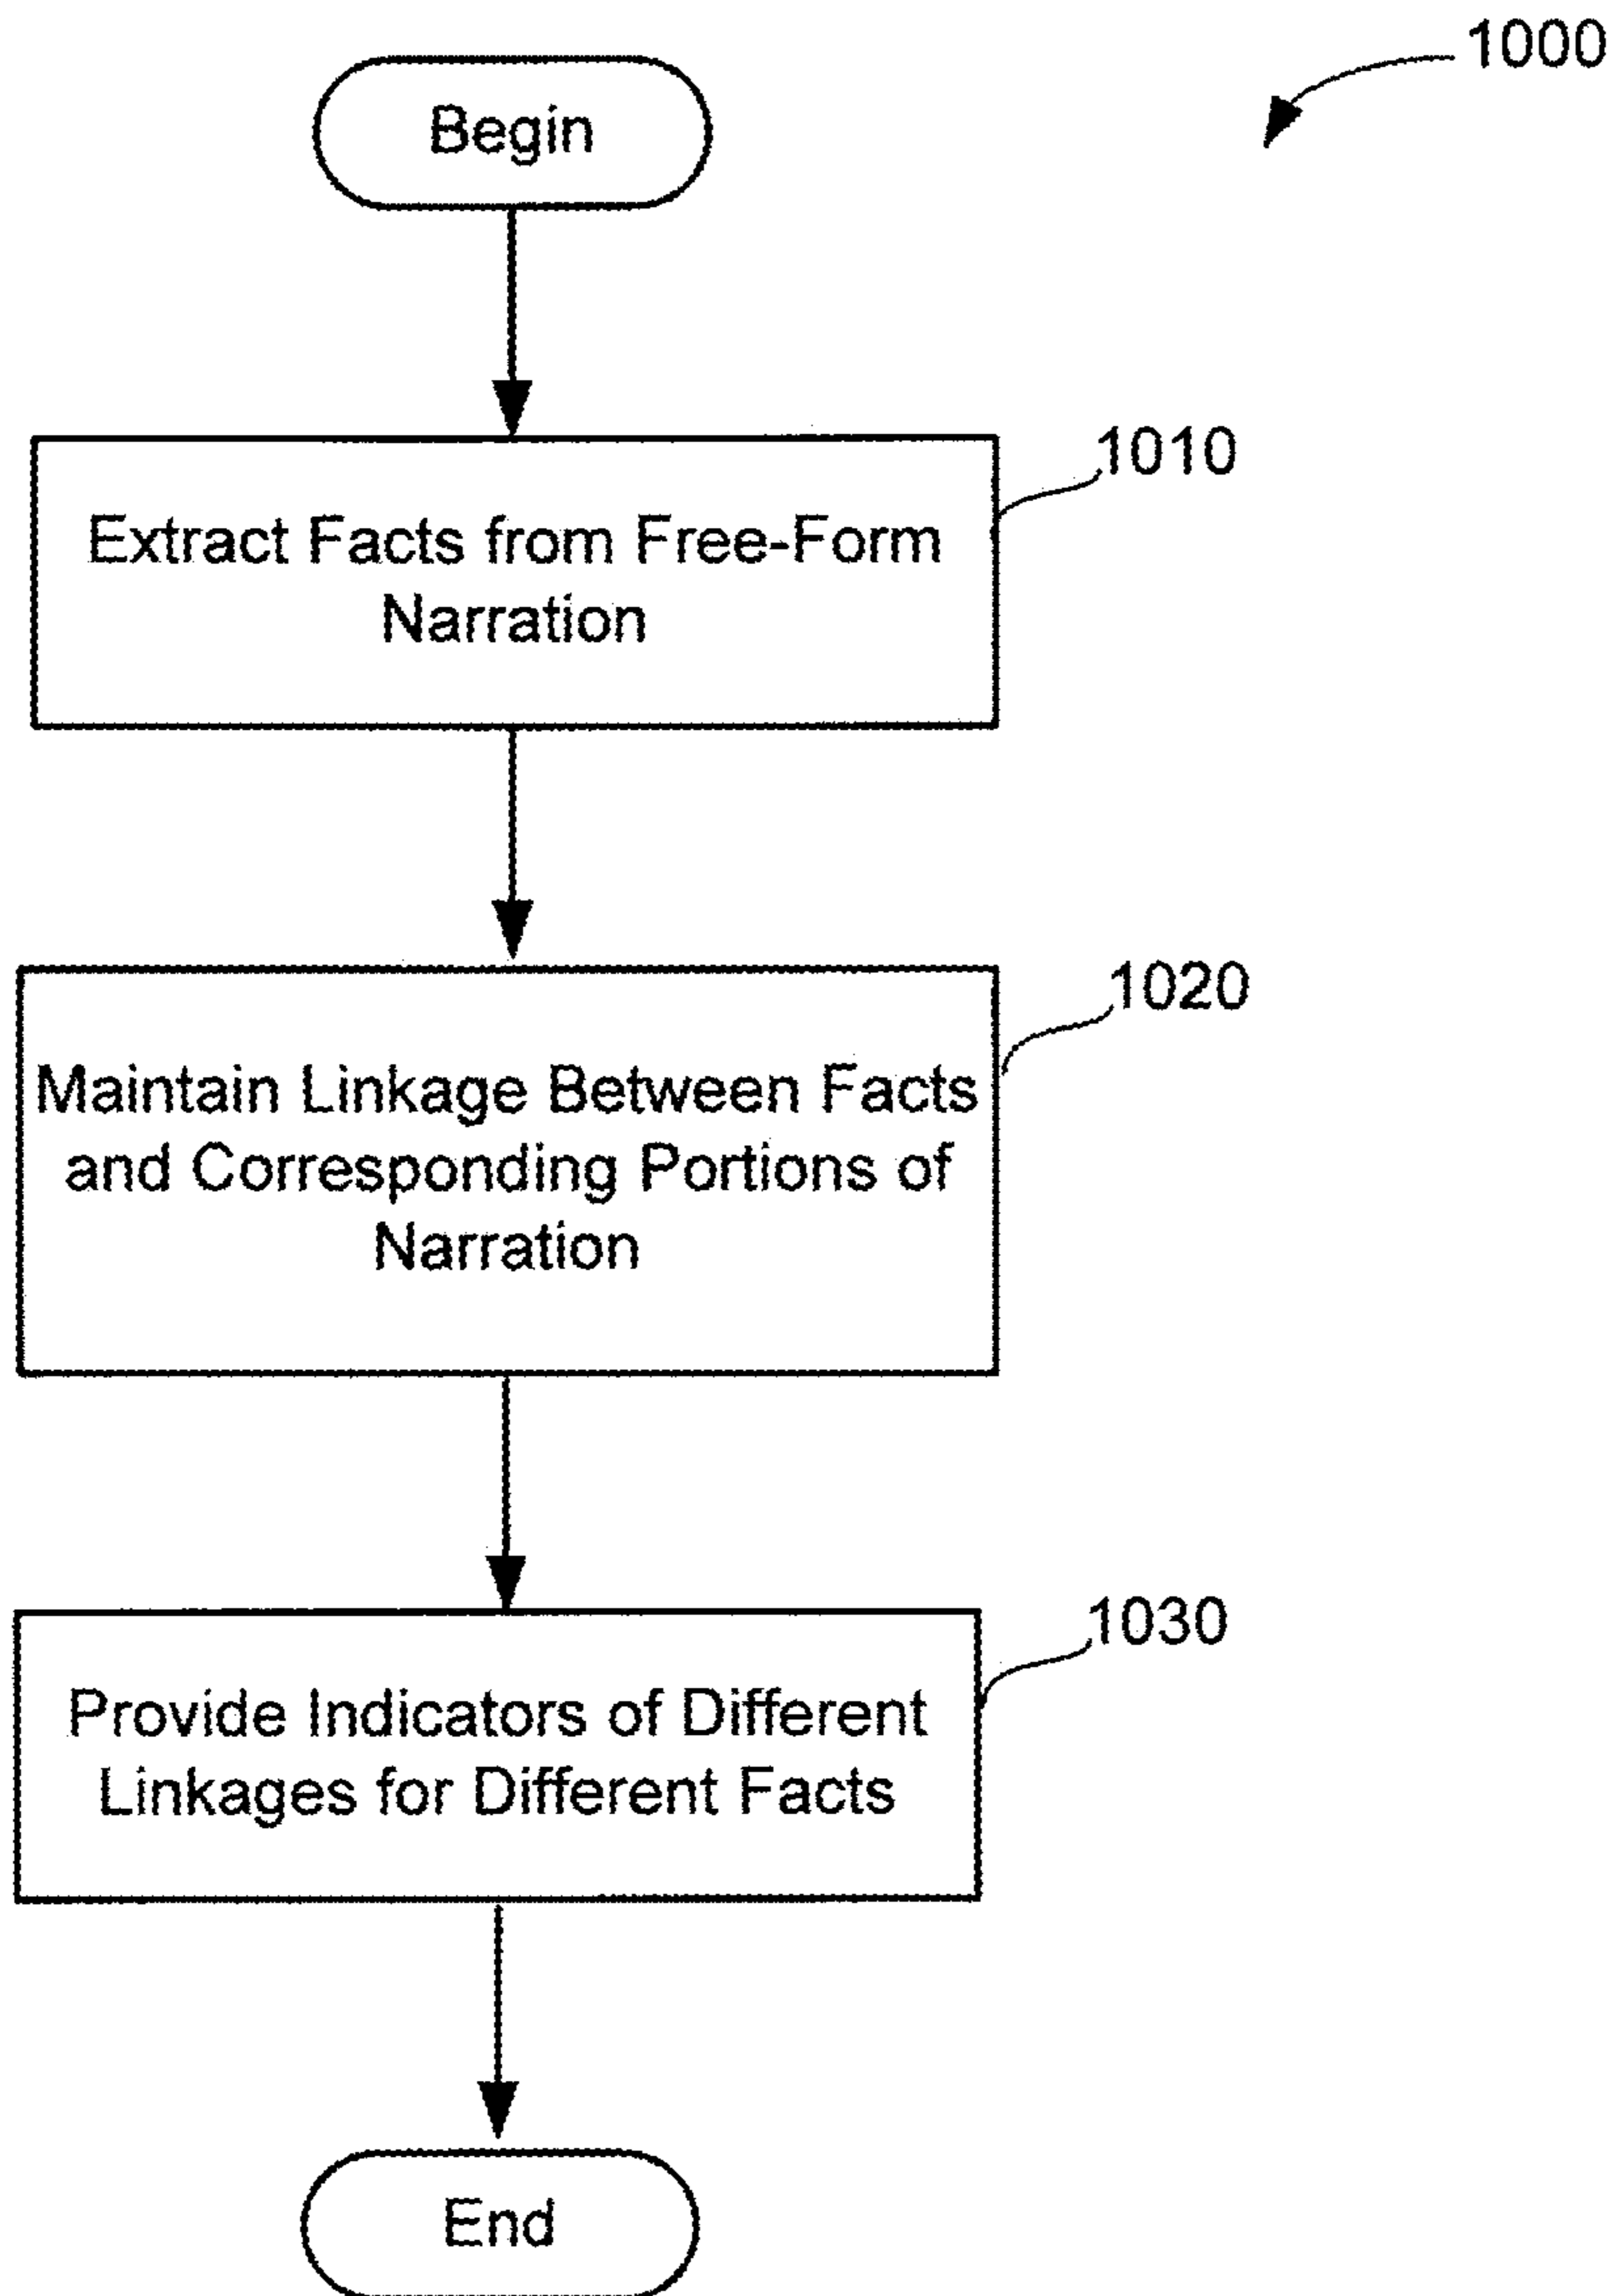 1000
Begin
1010
Extract Facts from Free-Form
Narration
1020
Maintain Linkage Between Facts
and Corresponding Portions of
Narration
1030
Provide Indicators of Different
Linkages for Different Facts
End